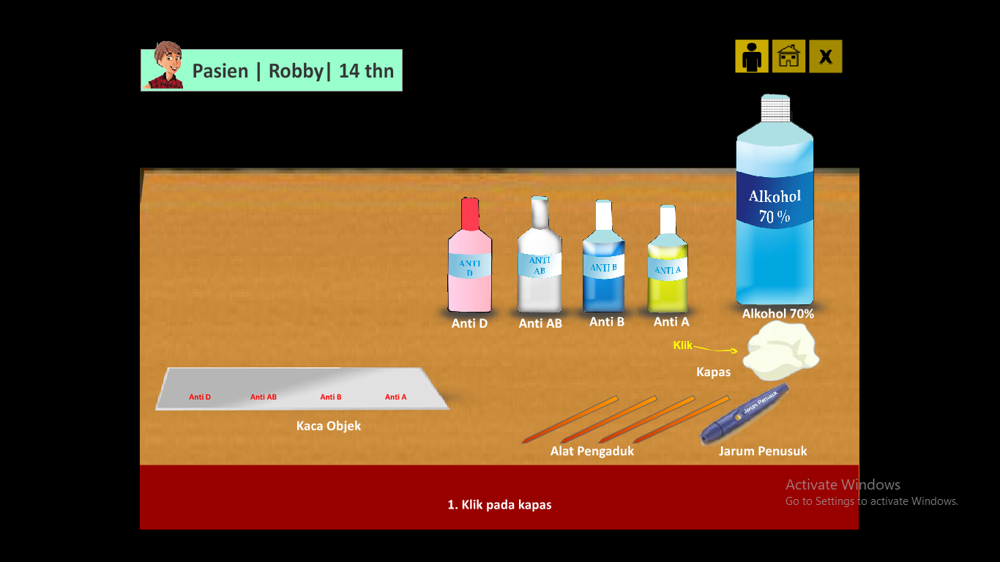 Pasien | Robby| 14 thn
X
Alkohol
70 %
ANTI
D
ANTI
AB
ANTI B
ANTI A
Anti D
Anti AB
Anti B
Anti A
Alkohol 70%
Klik
Kapas
Anti D
Anti AB
Anti B
Anti A
Kaca Objek
Jarum Penusuk
Alat Pengaduk
Jarum Penusuk
1. Klik pada kapas
Activate Windows
Go to Settings to activate Windows.